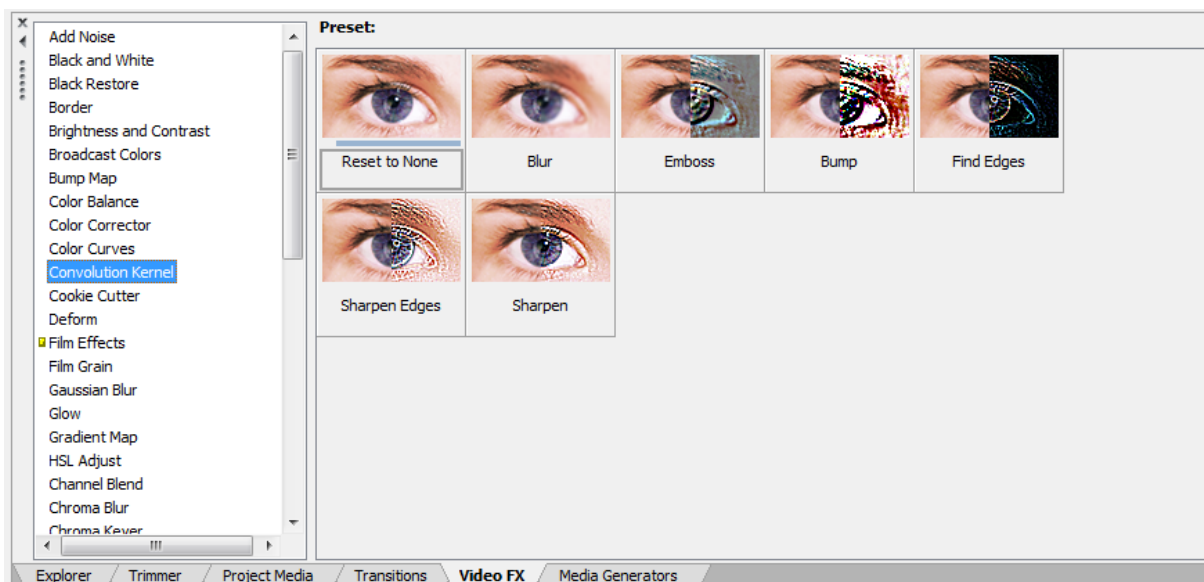 Add Noise
Black and White
Black Restore
Border
Brightness and Contrast
Broadcast Colors
Bump Map
Color Balance
Color Corrector
Color Curves
Convolution Kernel
Cookie Cutter
Deform
Film Effects
Film Grain
Gaussian Blur
Glow
Gradient Map
HSL Adjust
Channel Blend
Chroma Blur
Chroma Keyer
Preset:
Reset to None
Blur
Emboss
Bump
Find Edges
Sharpen Edges
Sharpen
Explorer
Trimmer
Project Media
Transitions
Video FX
Media Generators